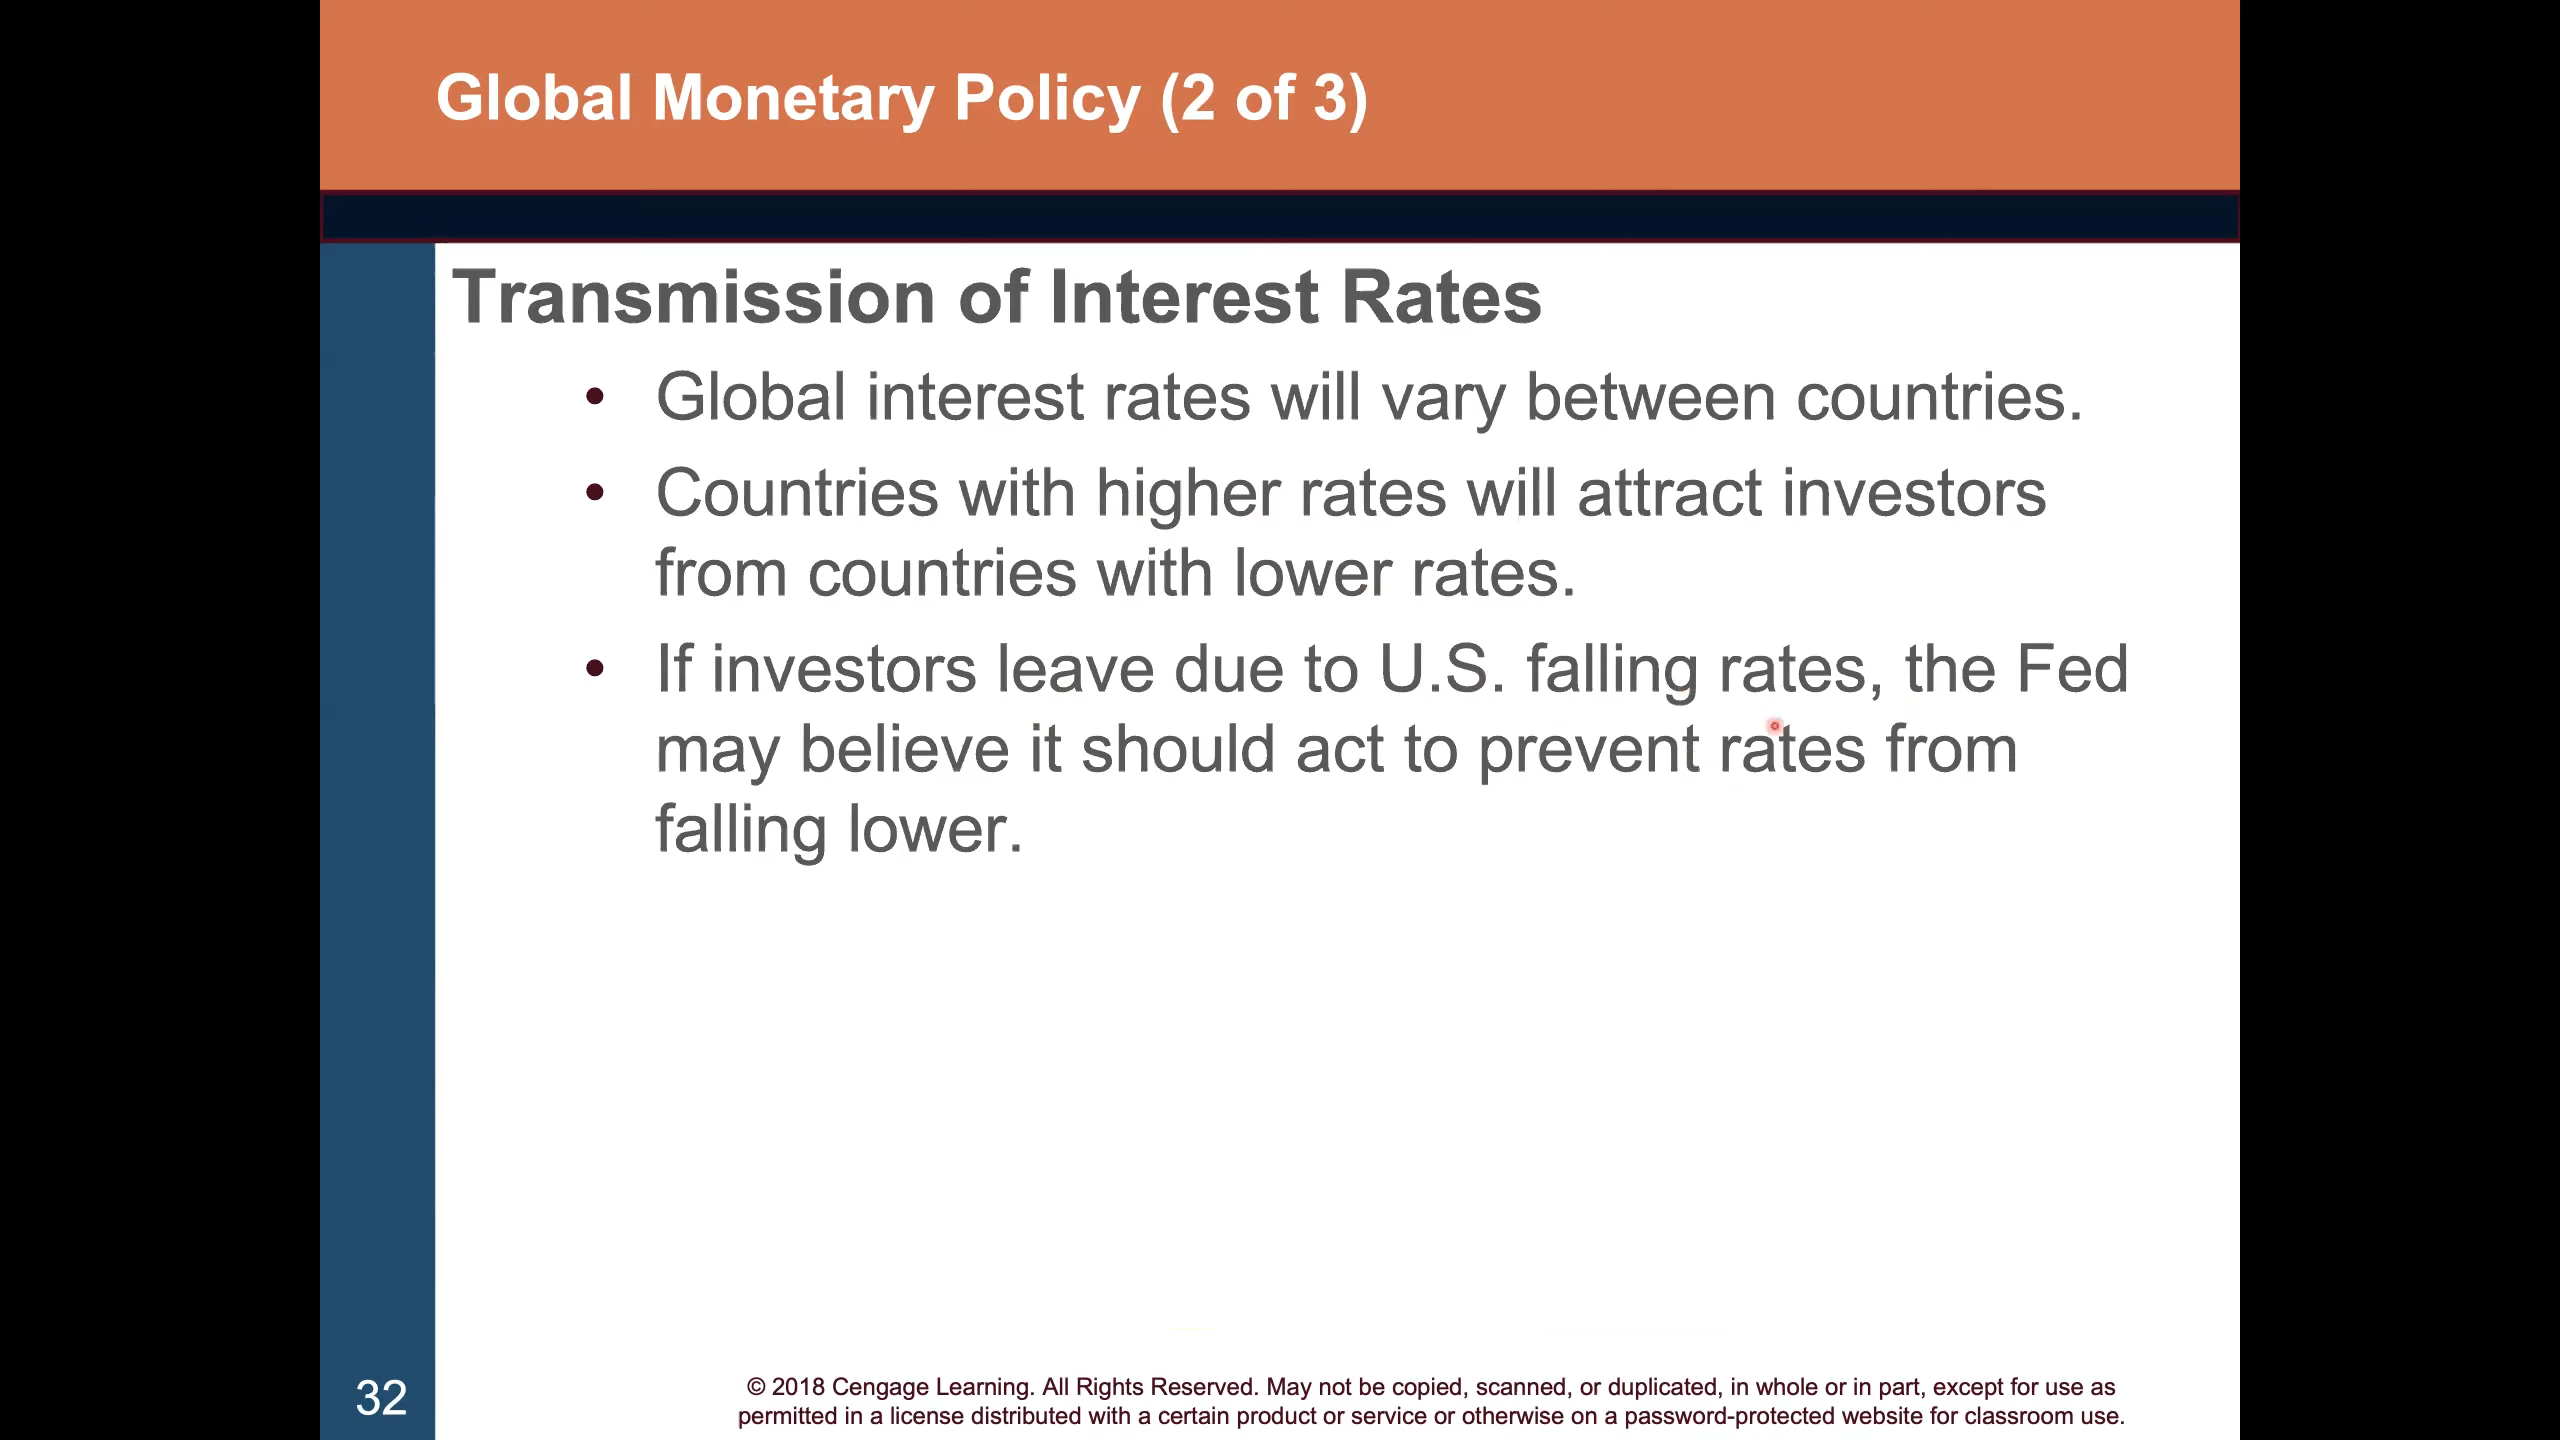 Global Monetary Policy (2 of 3)
Transmission of Interest Rates
• Global interest rates will vary between countries.
• Countries with higher rates will attract investors
from countries with lower rates.
• If investors leave due to U.S. falling rates, the Fed
may believe it should act to prevent rates from
falling lower.
32
© 2018 Cengage Learning. All Rights Reserved. May not be copied, scanned, or duplicated, in whole or in part, except for use as
permitted in a license distributed with a certain product or service or otherwise on a password-protected website for classroom use.